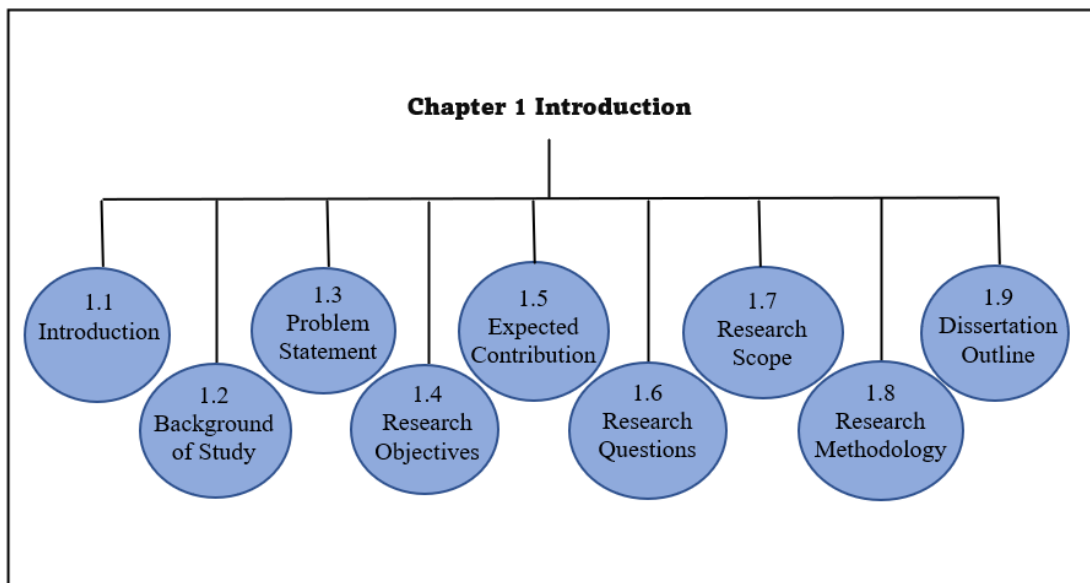 Chapter 1 Introduction
1.1
Introduction
1.2
Background
of Study
1.3
Problem
Statement
1.4
Research
Objectives
1.5
Expected
Contribution
1.6
Research
Questions
1.7
Research
Scope
1.8
Research
Methodology
1.9
Dissertation
Outline